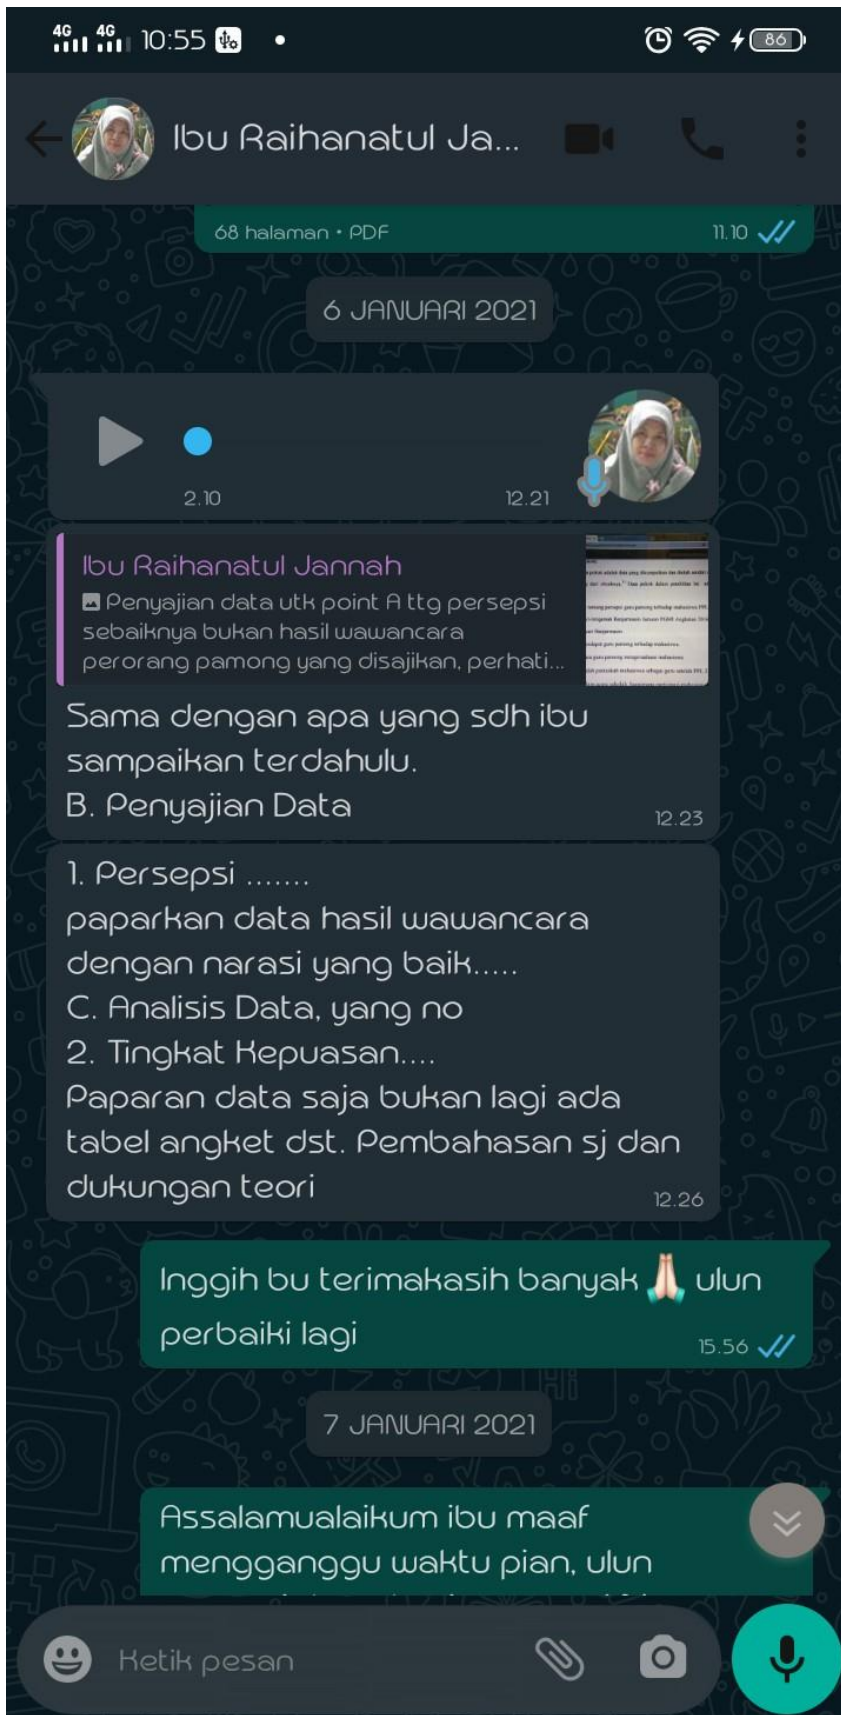 4G 4G 10:55 86
Ibu Raihanatul Ja...
68 halaman • PDF 11.10
6 JANUARI 2021
2.10 12.21
Ibu Raihanatul Jannah
Penyajian data utk point A ttg persepsi
sebaiknya bukan hasil wawancara
perorang pamong yang disajikan, perhati...
Sama dengan apa yang sdh ibu
sampaikan terdahulu.
B. Penyajian Data 12.23
1. Persepsi .......
paparkan data hasil wawancara
dengan narasi yang baik.....
C. Analisis Data, yang no
2. Tingkat Kepuasan....
Paparan data saja bukan lagi ada
tabel angket dst. Pembahasan sj dan
dukungan teori 12.26
Inggih bu terimakasih banyak 🙏🏻 ulun
perbaiki lagi 15.56
7 JANUARI 2021
Assalamualaikum ibu maaf
mengganggu waktu pian, ulun
Ketik pesan